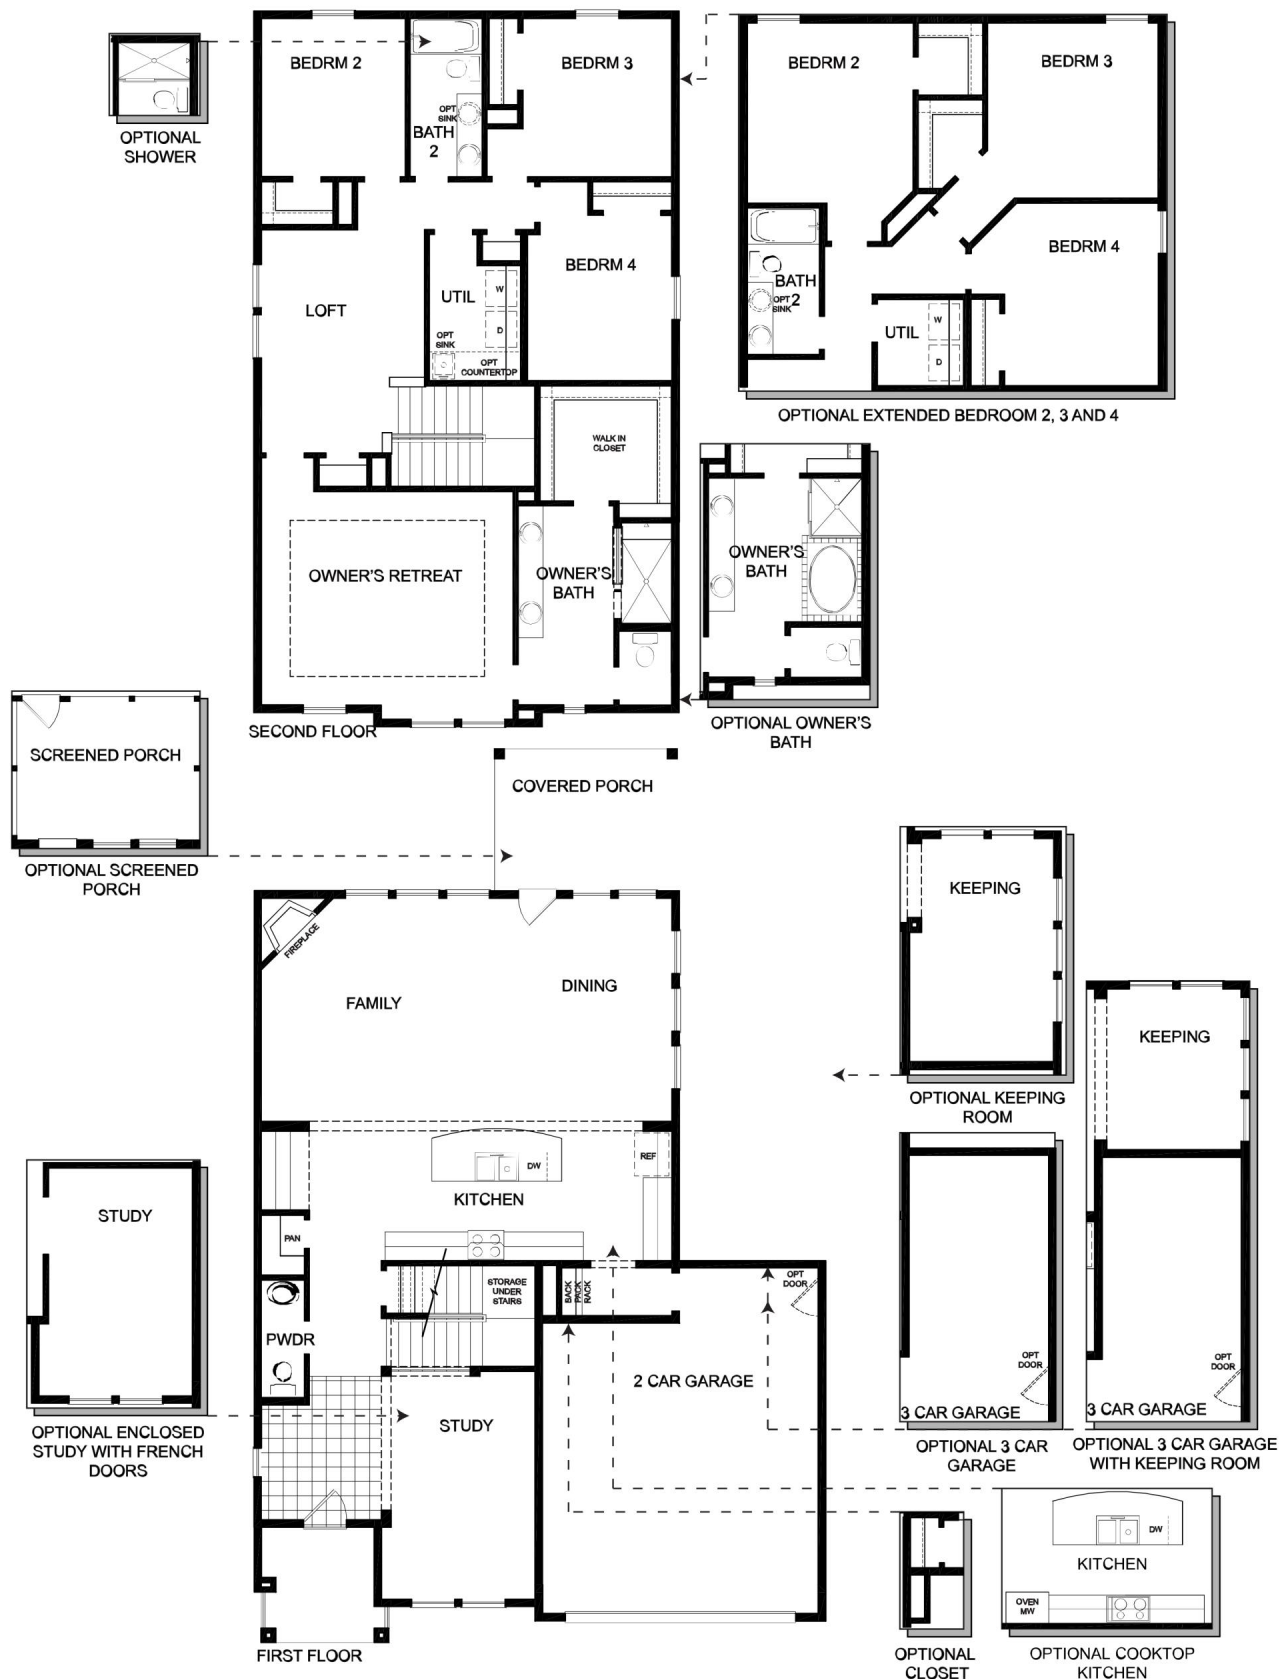 BEDRM 2
BEDRM 3
OPT
SINK
BATH
2
OPTIONAL
SHOWER
BEDRM 4
LOFT
UTIL
W
D
OPT
SINK
OPT
COUNTERTOP
WALK IN
CLOSET
OWNER'S RETREAT
OWNER'S
BATH
SECOND FLOOR
BEDRM 2
BEDRM 3
BEDRM 4
BATH
2
OPT
SINK
UTIL
W
D
OPTIONAL EXTENDED BEDROOM 2, 3 AND 4
OWNER'S
BATH
OPTIONAL OWNER'S
BATH
SCREENED PORCH
OPTIONAL SCREENED
PORCH
COVERED PORCH
FIREPLACE
FAMILY
DINING
KEEPING
OPTIONAL KEEPING
ROOM
KEEPING
REF
DW
KITCHEN
PAN
STORAGE
UNDER
STAIRS
BACK
PACK
RACK
OPT
DOOR
PWDR
2 CAR GARAGE
STUDY
STUDY
OPTIONAL ENCLOSED
STUDY WITH FRENCH
DOORS
OPT
DOOR
3 CAR GARAGE
OPTIONAL 3 CAR
GARAGE
OPT
DOOR
3 CAR GARAGE
OPTIONAL 3 CAR GARAGE
WITH KEEPING ROOM
FIRST FLOOR
OPTIONAL
CLOSET
DW
KITCHEN
OVEN
MW
OPTIONAL COOKTOP
KITCHEN